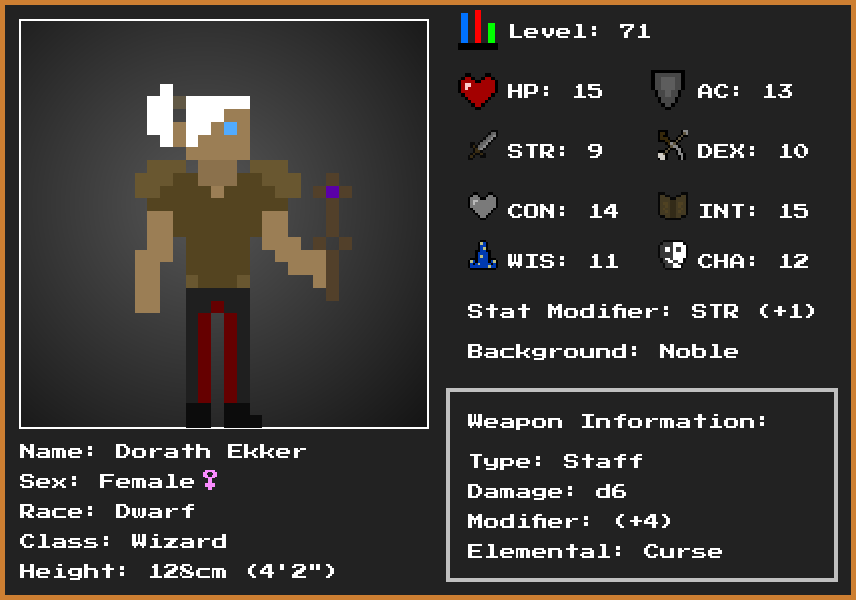 Level: 71
HP: 15
AC: 13
STR: 9
DEX: 10
CON: 14
INT: 15
WIS: 11
CHA: 12
Stat Modifier: STR (+1)
Background: Noble
Weapon Information:
Type: Staff
Damage: d6
Modifier: (+4)
Elemental: Curse
Name: Dorath Ekker
Sex: Female♀
Race: Dwarf
Class: Wizard
Height: 128cm (4'2")